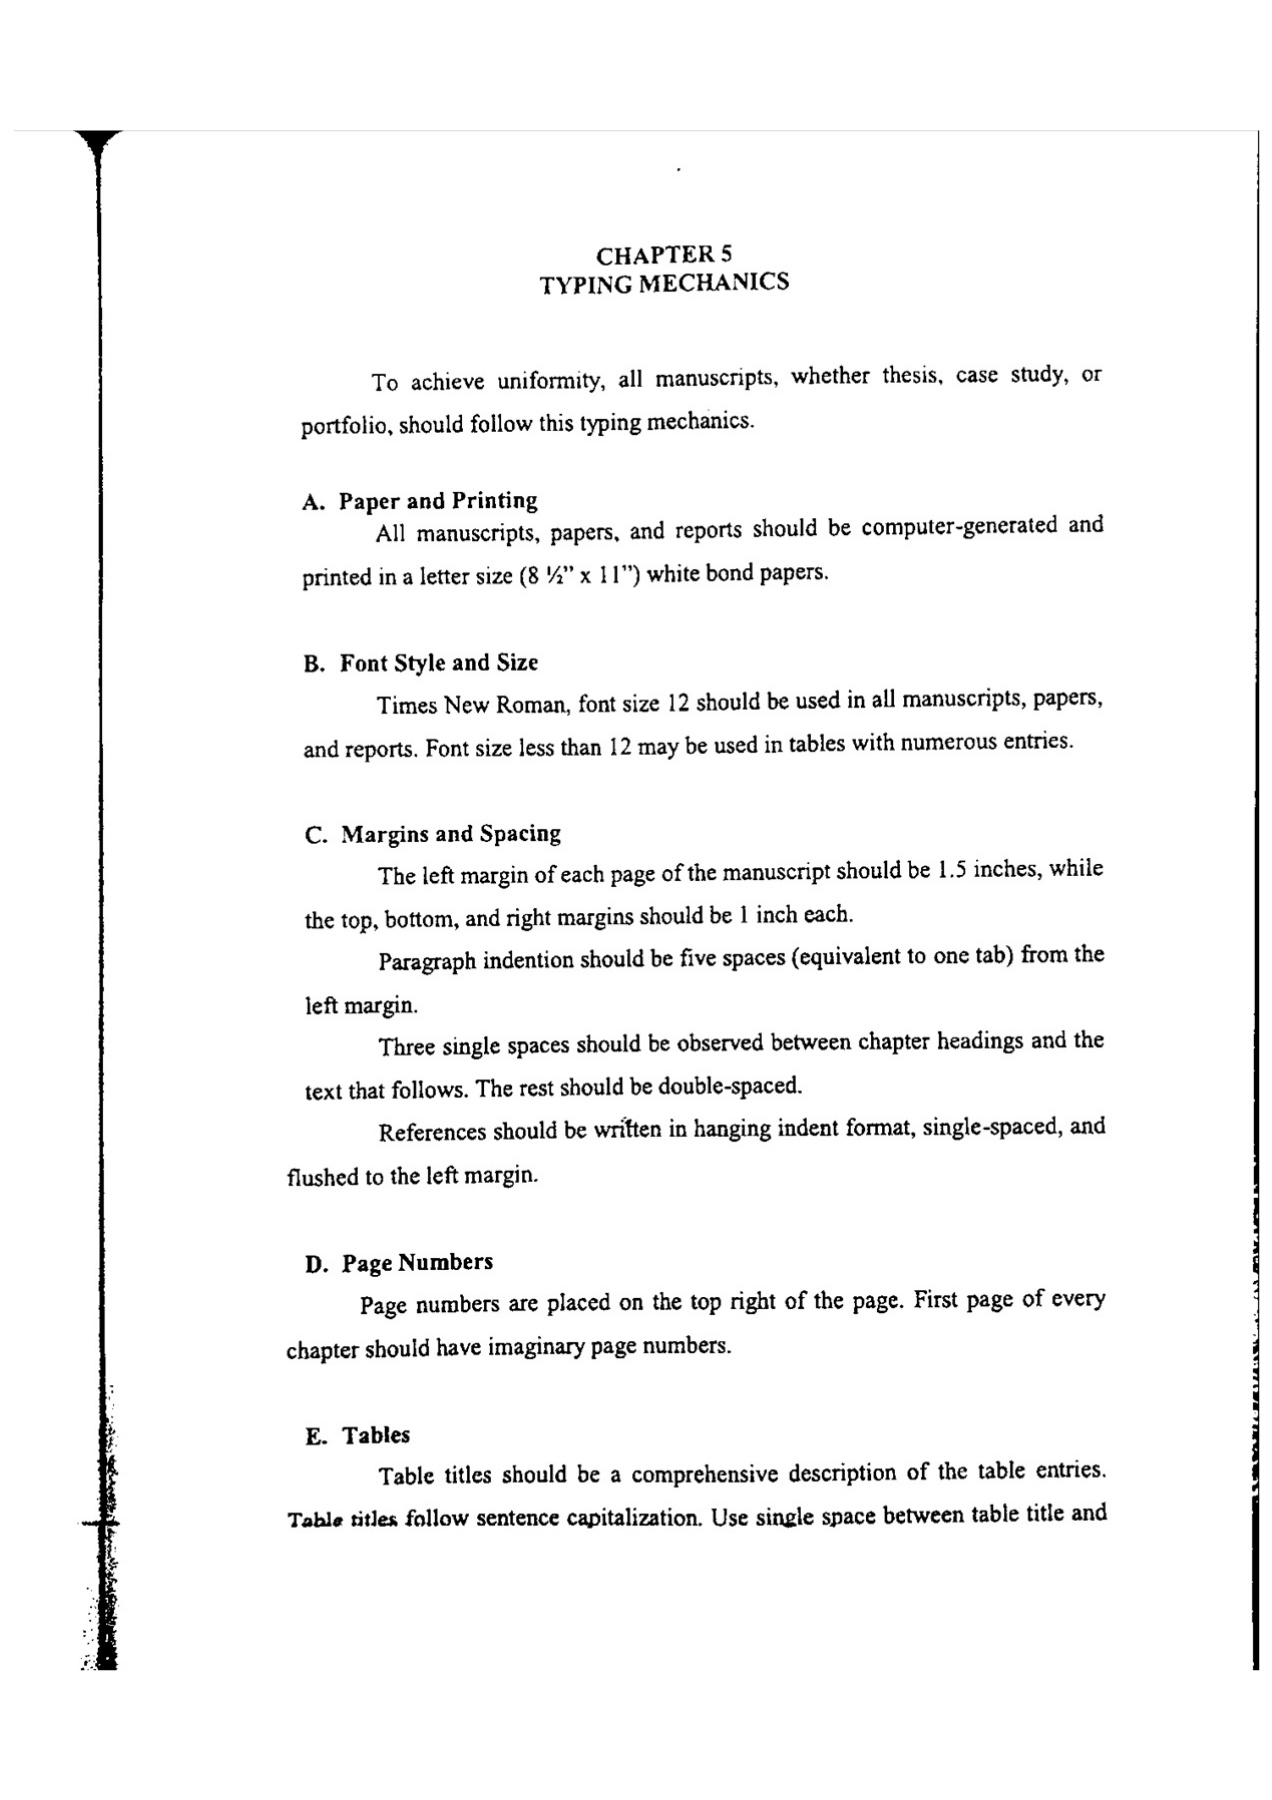 CHAPTER 5
TYPING MECHANICS
To achieve uniformity, all manuscripts, whether thesis, case study, or
portfolio, should follow this typing mechanics.
A. Paper and Printing
All manuscripts, papers, and reports should be computer-generated and
printed in a letter size (8 ½” x 11”) white bond papers.
B. Font Style and Size
Times New Roman, font size 12 should be used in all manuscripts, papers,
and reports. Font size less than 12 may be used in tables with numerous entries.
C. Margins and Spacing
The left margin of each page of the manuscript should be 1.5 inches, while
the top, bottom, and right margins should be 1 inch each.
Paragraph indention should be five spaces (equivalent to one tab) from the
left margin.
Three single spaces should be observed between chapter headings and the
text that follows. The rest should be double-spaced.
References should be written in hanging indent format, single-spaced, and
flushed to the left margin.
D. Page Numbers
Page numbers are placed on the top right of the page. First page of every
chapter should have imaginary page numbers.
E. Tables
Table titles should be a comprehensive description of the table entries.
Table titles follow sentence capitalization. Use single space between table title and